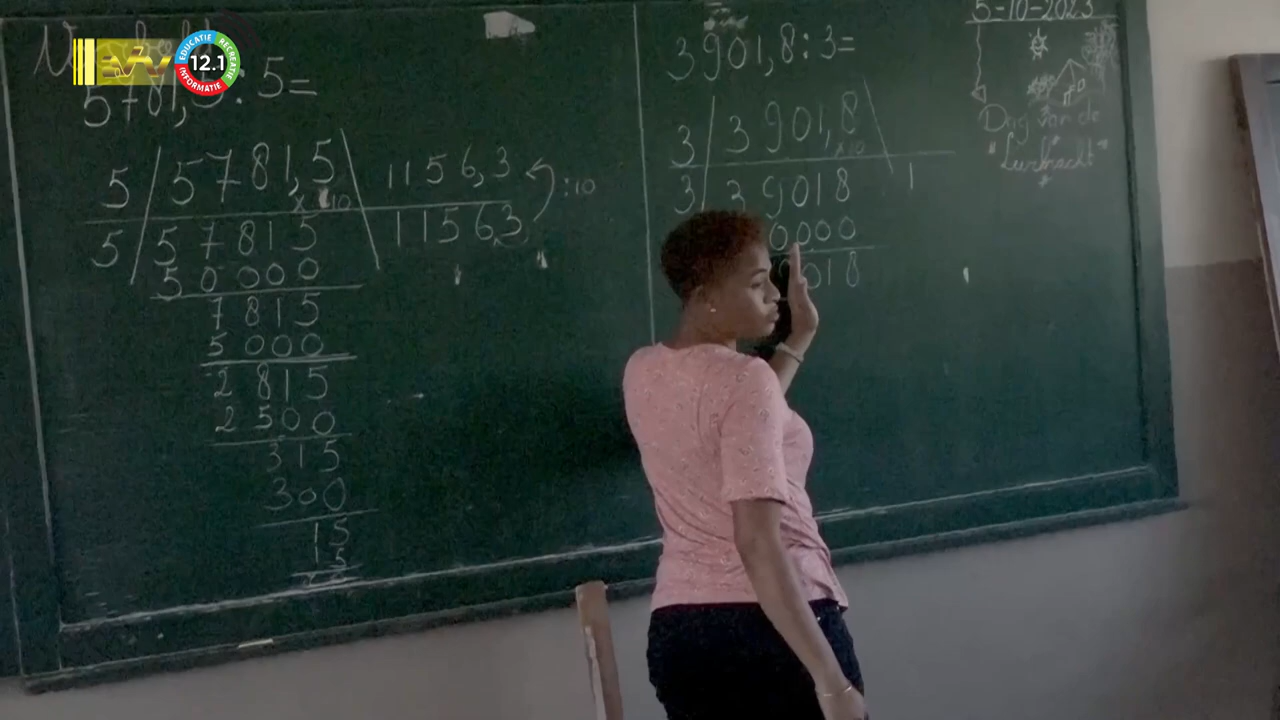 EDUCATIE
RECREATIE
INFORMATIE
12.1
5781,5:5=
5/5781,5\1156,3
x10
:10
5/57815\11563
50000
7815
5000
2815
2500
315
300
15
15
3901,8:3=
3/3901,8\
x10
3/39018 1
0000
9018
5-10-2023
Dag van de
"Leerkracht"